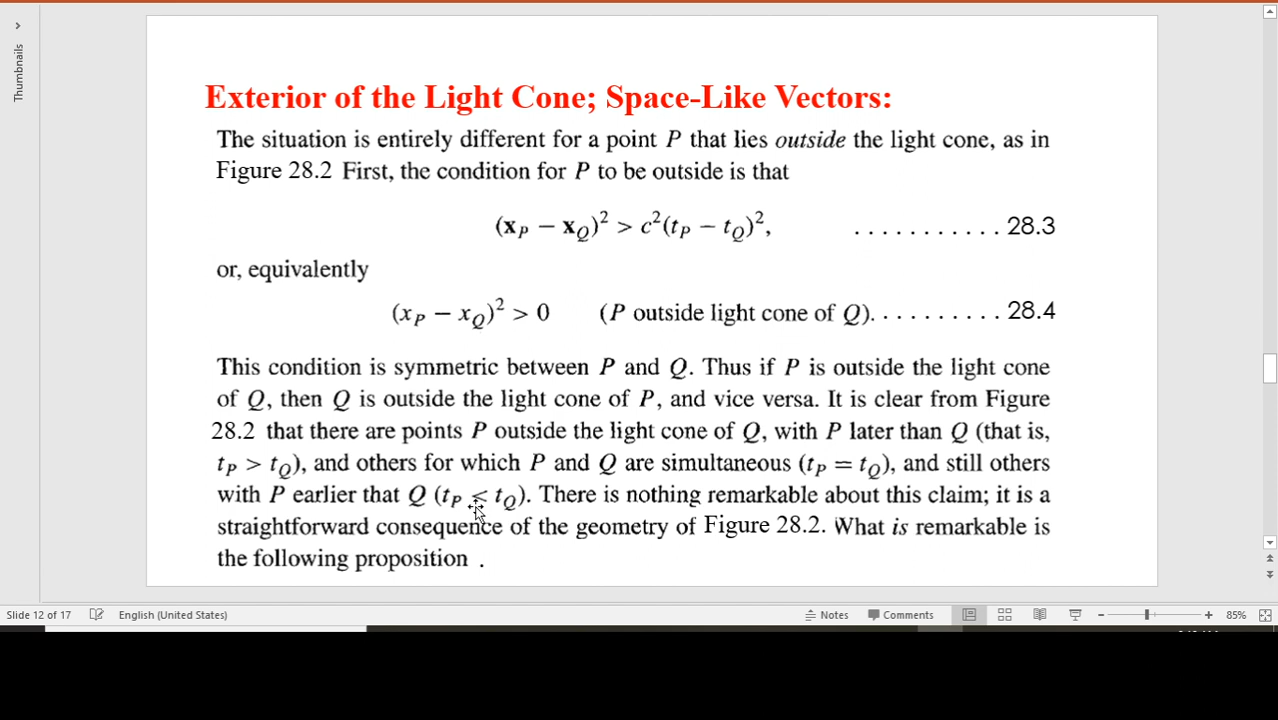 Thumbnails
Exterior of the Light Cone; Space-Like Vectors:
The situation is entirely different for a point P that lies outside the light cone, as in
Figure 28.2 First, the condition for P to be outside is that
(x_P − x_Q)² > c²(t_P − t_Q)², ........... 28.3
or, equivalently
(x_P − x_Q)² > 0 (P outside light cone of Q). .......... 28.4
This condition is symmetric between P and Q. Thus if P is outside the light cone
of Q, then Q is outside the light cone of P, and vice versa. It is clear from Figure
28.2 that there are points P outside the light cone of Q, with P later than Q (that is,
t_P > t_Q), and others for which P and Q are simultaneous (t_P = t_Q), and still others
with P earlier that Q (t_P < t_Q). There is nothing remarkable about this claim; it is a
straightforward consequence of the geometry of Figure 28.2. What is remarkable is
the following proposition .
Slide 12 of 17 English (United States) Notes Comments 85%